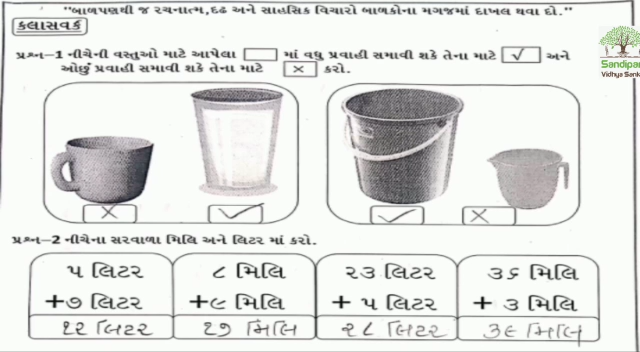 "બાળપણથી જ રચનાત્મ,દઢ અને સાહસિક વિચારો બાળકોના મગજમાં દાખલ થવા દો."
કલાસવર્ક
પ્રશ્ન–1 નીચેની વસ્તુઓ માટે આપેલા માં વધુ પ્રવાહી સમાવી શકે તેના માટે ✓ અને
ઓછું પ્રવાહી સમાવી શકે તેના માટે × કરો.
Sandipani
× ✓ ✓ ×
પ્રશ્ન–2 નીચેના સરવાળા મિલિ અને લિટર માં કરો.
૫ લિટર ૮ મિલિ ૨૩ લિટર ૩૬ મિલિ
+૭ લિટર +૯ મિલિ + ૫ લિટર + ૩ મિલિ
૧૨ લિટર ૧૭ મિલિ ૨૮ લિટર ૩૯ મિલિ